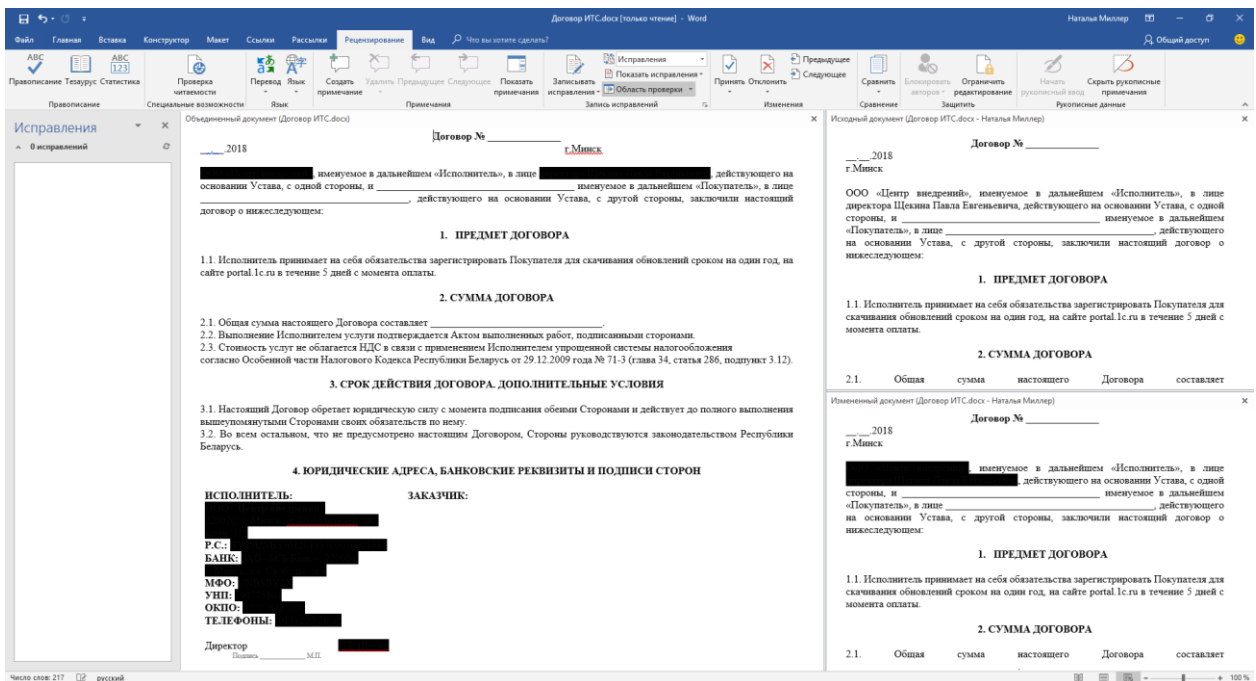 Договор ИТС.docx [только чтение] - Word
Наталья Миллер
Файл Главная Вставка Конструктор Макет Ссылки Рассылки Рецензирование Вид Что вы хотите сделать? Общий доступ
Правописание Тезаурус Статистика
Правописание
Проверка читаемости
Специальные возможности
Перевод Язык
Язык
Создать примечание Удалить Предыдущее Следующее Показать примечания
Примечания
Записывать исправления
Исправления
Показать исправления
Область проверки
Запись исправлений
Принять Отклонить
Предыдущее
Следующее
Изменения
Сравнить
Сравнение
Блокировать авторов Ограничить редактирование
Защитить
Начать рукописный ввод Скрыть рукописные примечания
Рукописные данные
Исправления
0 исправлений
Объединенный документ (Договор ИТС.docx)
Договор № ____________
__.__.2018 г.Минск
, именуемое в дальнейшем «Исполнитель», в лице , действующего на
основании Устава, с одной стороны, и ____________ именуемое в дальнейшем «Покупатель», в лице
____________, действующего на основании Устава, с другой стороны, заключили настоящий
договор о нижеследующем:
1. ПРЕДМЕТ ДОГОВОРА
1.1. Исполнитель принимает на себя обязательства зарегистрировать Покупателя для скачивания обновлений сроком на один год, на
сайте portal.1c.ru в течение 5 дней с момента оплаты.
2. СУММА ДОГОВОРА
2.1. Общая сумма настоящего Договора составляет ____________.
2.2. Выполнение Исполнителем услуги подтверждается Актом выполненных работ, подписанными сторонами.
2.3. Стоимость услуг не облагается НДС в связи с применением Исполнителем упрощенной системы налогообложения
согласно Особенной части Налогового Кодекса Республики Беларусь от 29.12.2009 года № 71-3 (глава 34, статья 286, подпункт 3.12).
3. СРОК ДЕЙСТВИЯ ДОГОВОРА. ДОПОЛНИТЕЛЬНЫЕ УСЛОВИЯ
3.1. Настоящий Договор обретает юридическую силу с момента подписания обеими Сторонами и действует до полного выполнения
вышеупомянутыми Сторонами своих обязательств по нему.
3.2. Во всем остальном, что не предусмотрено настоящим Договором, Стороны руководствуются законодательством Республики
Беларусь.
4. ЮРИДИЧЕСКИЕ АДРЕСА, БАНКОВСКИЕ РЕКВИЗИТЫ И ПОДПИСИ СТОРОН
ИСПОЛНИТЕЛЬ: ЗАКАЗЧИК:
Р.С.:
БАНК:
МФО:
УНП:
ОКПО:
ТЕЛЕФОНЫ:
Директор
Подпись ____________ М.П.
Исходный документ (Договор ИТС.docx - Наталья Миллер)
Договор № ____________
__.__.2018
г.Минск
ООО «Центр внедрений», именуемое в дальнейшем «Исполнитель», в лице
директора Щекина Павла Евгеньевича, действующего на основании Устава, с одной
стороны, и ____________ именуемое в дальнейшем
«Покупатель», в лице ____________, действующего
на основании Устава, с другой стороны, заключили настоящий договор о
нижеследующем:
1. ПРЕДМЕТ ДОГОВОРА
1.1. Исполнитель принимает на себя обязательства зарегистрировать Покупателя для
скачивания обновлений сроком на один год, на сайте portal.1c.ru в течение 5 дней с
момента оплаты.
2. СУММА ДОГОВОРА
2.1. Общая сумма настоящего Договора составляет
Измененный документ (Договор ИТС.docx - Наталья Миллер)
Договор № ____________
__.__.2018
г.Минск
, именуемое в дальнейшем «Исполнитель», в лице
, действующего на основании Устава, с одной
стороны, и ____________ именуемое в дальнейшем
«Покупатель», в лице ____________, действующего
на основании Устава, с другой стороны, заключили настоящий договор о
нижеследующем:
1. ПРЕДМЕТ ДОГОВОРА
1.1. Исполнитель принимает на себя обязательства зарегистрировать Покупателя для
скачивания обновлений сроком на один год, на сайте portal.1c.ru в течение 5 дней с
момента оплаты.
2. СУММА ДОГОВОРА
2.1. Общая сумма настоящего Договора составляет
Число слов: 217 русский 100 %